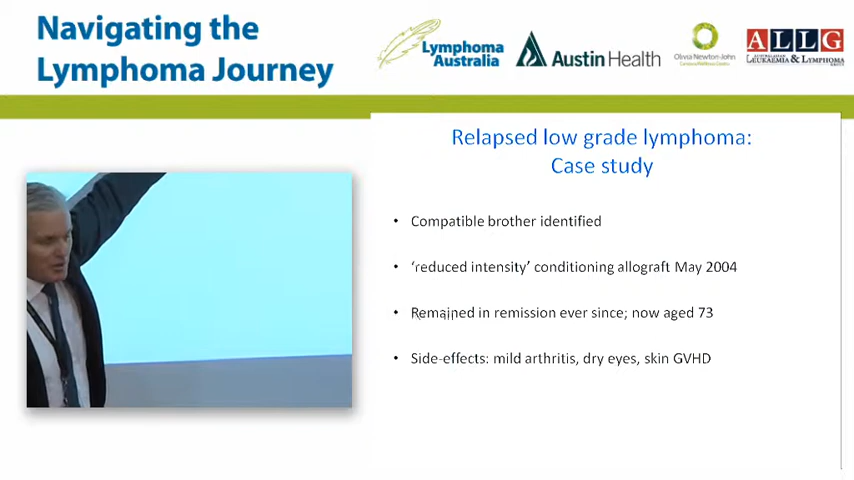 Navigating the
Lymphoma Journey
Lymphoma
Australia
Austin Health
Olivia Newton-John
ALLG
LEUKAEMIA & LYMPHOMA
Relapsed low grade lymphoma:
Case study
• Compatible brother identified
• ‘reduced intensity’ conditioning allograft May 2004
• Remained in remission ever since; now aged 73
• Side-effects: mild arthritis, dry eyes, skin GVHD